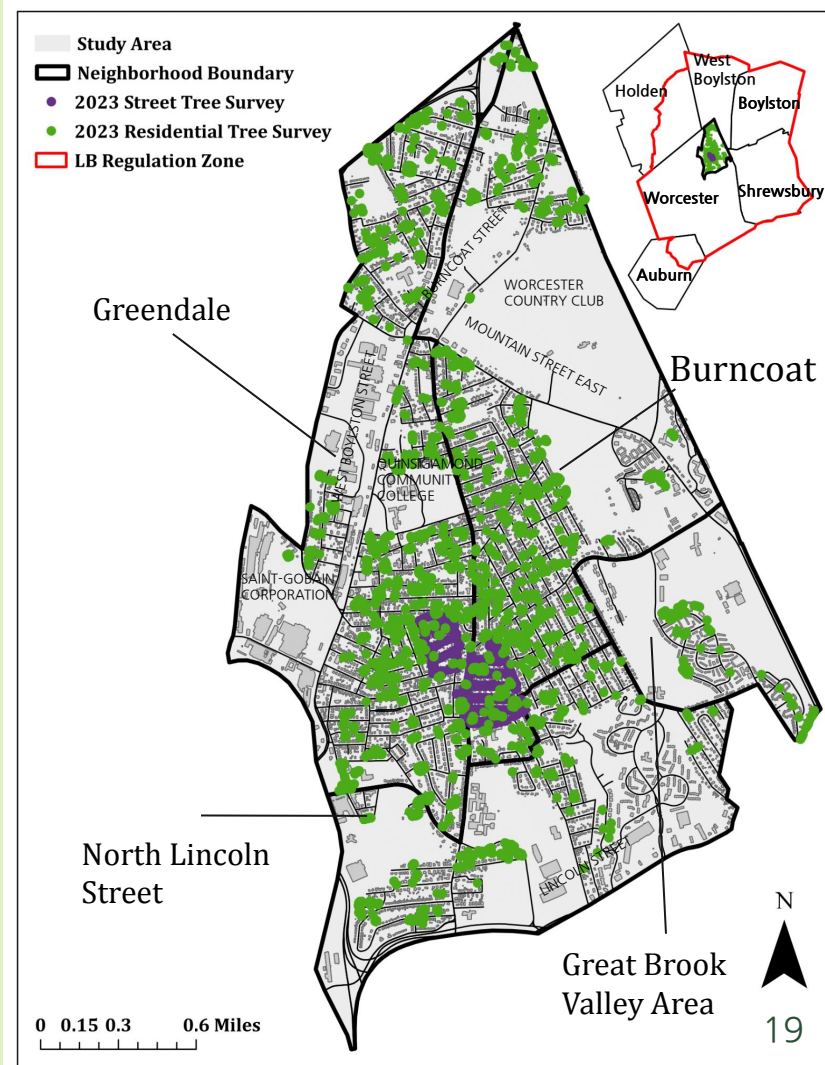 Study Area
Neighborhood Boundary
2023 Street Tree Survey
2023 Residential Tree Survey
LB Regulation Zone
Holden
West
Boylston
Boylston
Worcester
Shrewsbury
Auburn
BURNCOAT STREET
WORCESTER
COUNTRY CLUB
MOUNTAIN STREET EAST
Greendale
Burncoat
WEST BOYLSTON STREET
QUINSIGAMOND
COMMUNITY
COLLEGE
SAINT-GOBAIN
CORPORATION
North Lincoln
Street
LINCOLN STREET
Great Brook
Valley Area
N
0 0.15 0.3 0.6 Miles
19